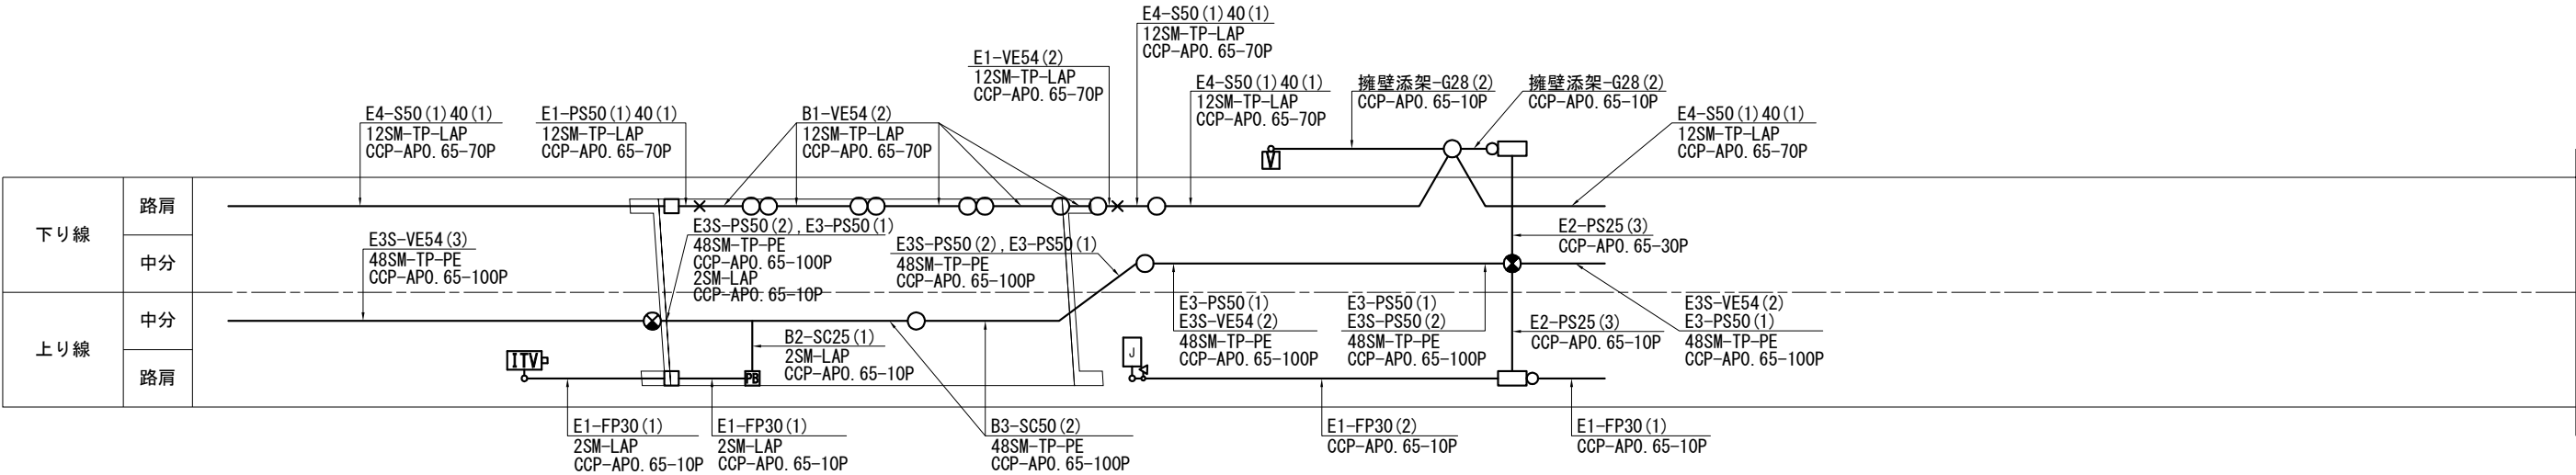 E4-S50(1)40(1)
12SM-TP-LAP
CCP-AP0.65-70P
E1-VE54(2)
12SM-TP-LAP
CCP-AP0.65-70P
E4-S50(1)40(1)
12SM-TP-LAP
CCP-AP0.65-70P
擁壁添架-G28(2)
CCP-AP0.65-10P
擁壁添架-G28(2)
CCP-AP0.65-10P
E4-S50(1)40(1)
12SM-TP-LAP
CCP-AP0.65-70P
E1-PS50(1)40(1)
12SM-TP-LAP
CCP-AP0.65-70P
B1-VE54(2)
12SM-TP-LAP
CCP-AP0.65-70P
E4-S50(1)40(1)
12SM-TP-LAP
CCP-AP0.65-70P
V
下り線
路肩
中分
E3S-VE54(3)
48SM-TP-PE
CCP-AP0.65-100P
E3S-PS50(2),E3-PS50(1)
48SM-TP-PE
CCP-AP0.65-100P
2SM-LAP
CCP-AP0.65-10P
E3S-PS50(2),E3-PS50(1)
48SM-TP-PE
CCP-AP0.65-100P
E2-PS25(3)
CCP-AP0.65-30P
上り線
中分
路肩
E3-PS50(1)
E3S-VE54(2)
48SM-TP-PE
CCP-AP0.65-100P
E3-PS50(1)
E3S-PS50(2)
48SM-TP-PE
CCP-AP0.65-100P
E2-PS25(3)
CCP-AP0.65-10P
E3S-VE54(2)
E3-PS50(1)
48SM-TP-PE
CCP-AP0.65-100P
ITV
B2-SC25(1)
2SM-LAP
CCP-AP0.65-10P
PB
J
E1-FP30(1)
2SM-LAP
CCP-AP0.65-10P
E1-FP30(1)
2SM-LAP
CCP-AP0.65-10P
B3-SC50(2)
48SM-TP-PE
CCP-AP0.65-100P
E1-FP30(2)
CCP-AP0.65-10P
E1-FP30(1)
CCP-AP0.65-10P